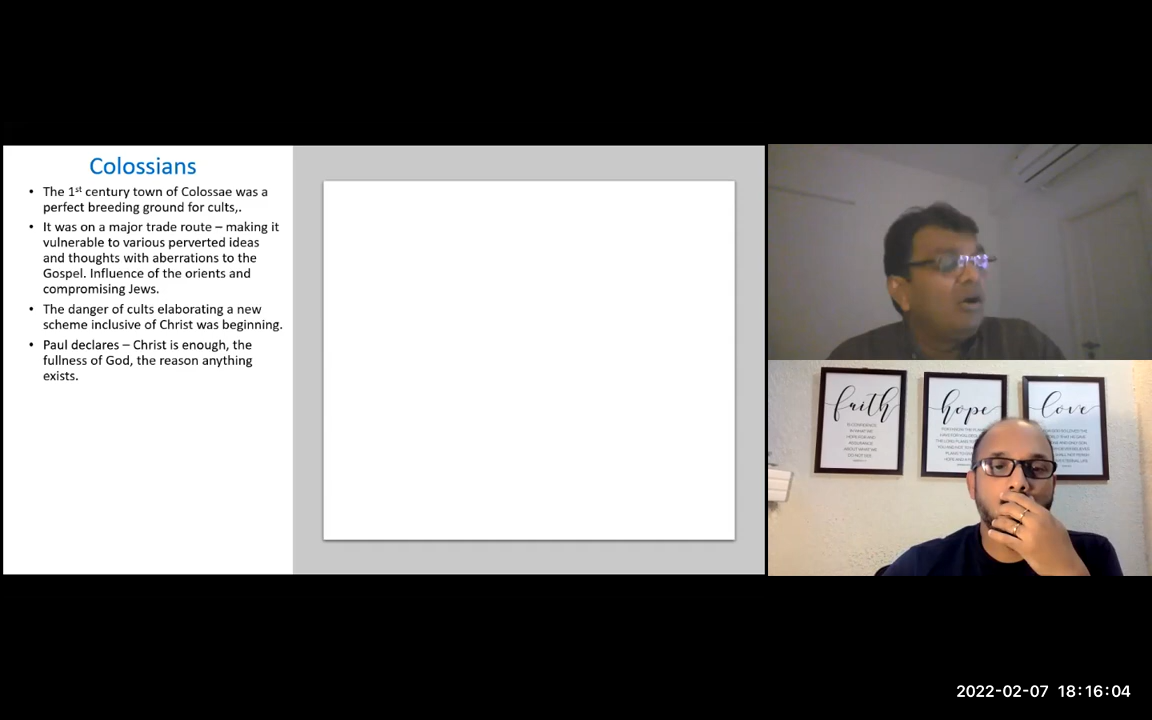 Colossians
• The 1st century town of Colossae was a
perfect breeding ground for cults,.
• It was on a major trade route – making it
vulnerable to various perverted ideas
and thoughts with aberrations to the
Gospel. Influence of the orients and
compromising Jews.
• The danger of cults elaborating a new
scheme inclusive of Christ was beginning.
• Paul declares – Christ is enough, the
fullness of God, the reason anything
exists.
faith
hope
love
2022-02-07 18:16:04